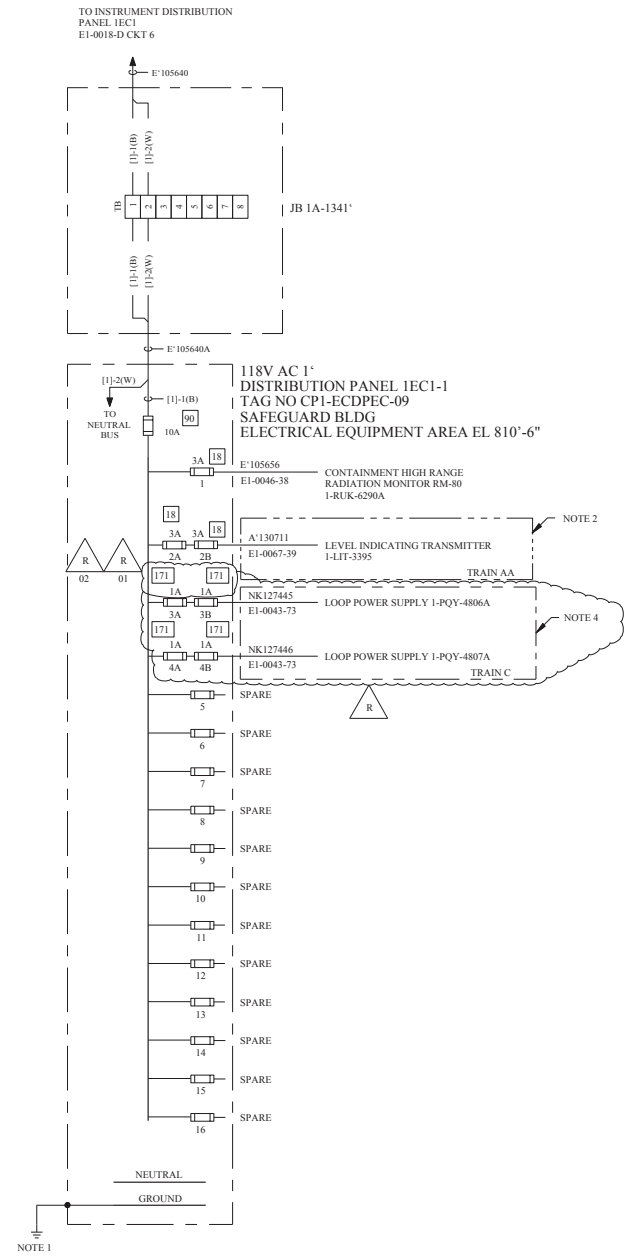 TO INSTRUMENT DISTRIBUTION
PANEL 1EC1
E1-0018-D CKT 6
E'105640
[1]-1(B)
[1]-2(W)
TB
1
2
3
4
5
6
7
8
JB 1A-1341‘
[1]-1(B)
[1]-2(W)
E'105640A
118V AC 1‘
DISTRIBUTION PANEL 1EC1-1
TAG NO CP1-ECDPEC-09
SAFEGUARD BLDG
ELECTRICAL EQUIPMENT AREA EL 810'-6"
[1]-2(W)
[1]-1(B)
TO
NEUTRAL
BUS
10A
90
3A
18
1
E'105656
E1-0046-38
CONTAINMENT HIGH RANGE
RADIATION MONITOR RM-80
1-RUK-6290A
18
3A
3A
18
2A
2B
A'130711
E1-0067-39
LEVEL INDICATING TRANSMITTER
1-LIT-3395
TRAIN AA
NOTE 2
R
02
R
01
171
171
1A
1A
3A
3B
NK127445
E1-0043-73
LOOP POWER SUPPLY 1-PQY-4806A
NOTE 4
171
171
1A
1A
4A
4B
NK127446
E1-0043-73
LOOP POWER SUPPLY 1-PQY-4807A
TRAIN C
R
5
SPARE
6
SPARE
7
SPARE
8
SPARE
9
SPARE
10
SPARE
11
SPARE
12
SPARE
13
SPARE
14
SPARE
15
SPARE
16
SPARE
NEUTRAL
GROUND
NOTE 1